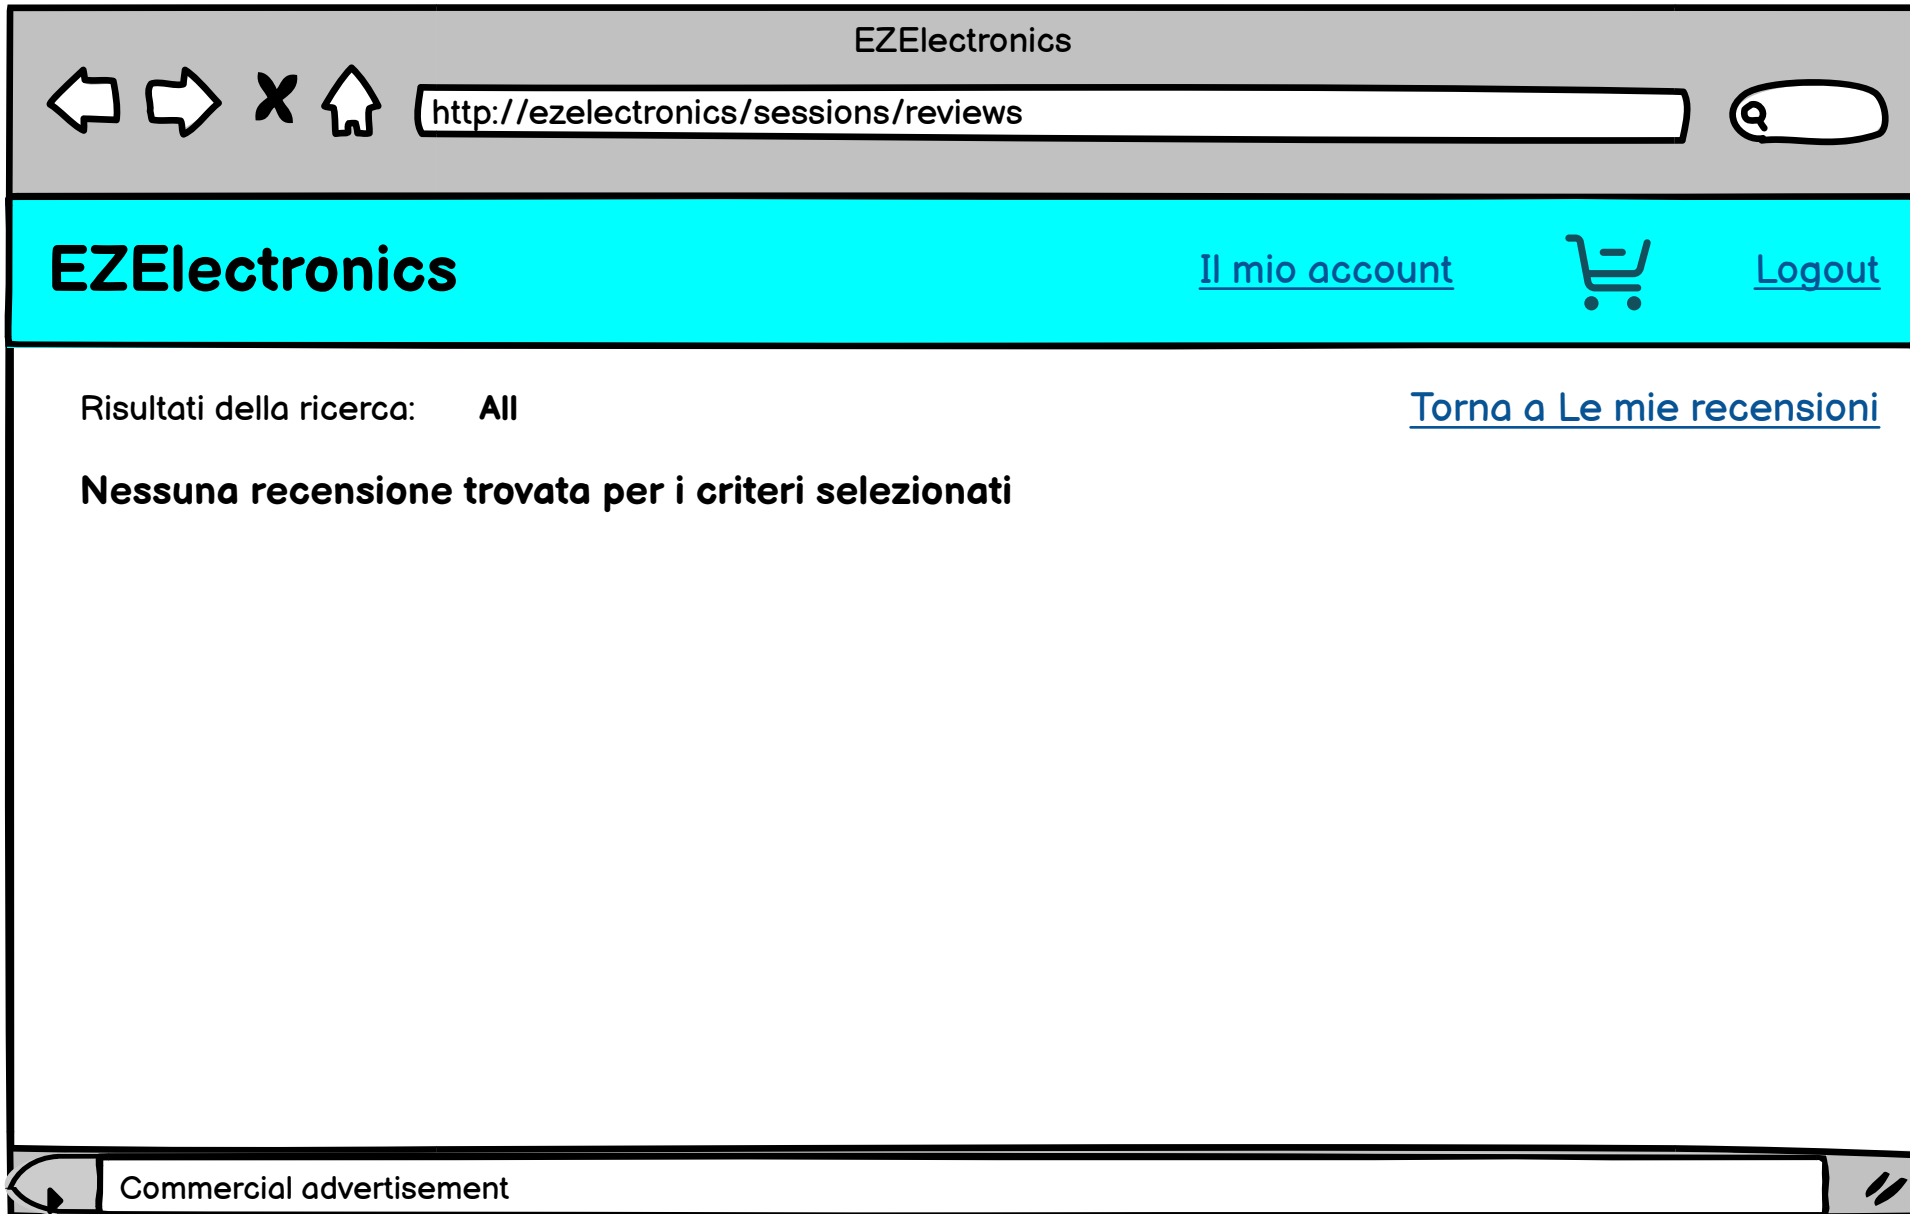 EZElectronics
http://ezelectronics/sessions/reviews
EZElectronics
Il mio account
Logout
Risultati della ricerca: All
Torna a Le mie recensioni
Nessuna recensione trovata per i criteri selezionati
Commercial advertisement